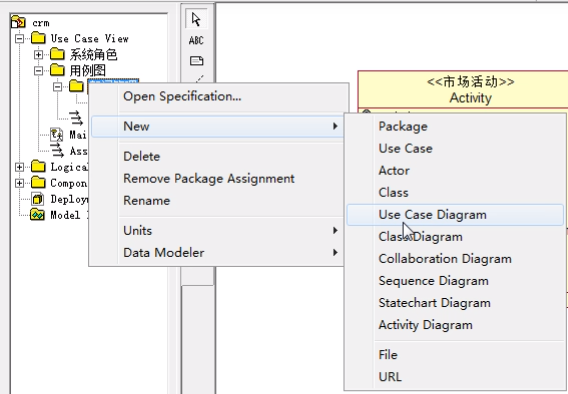 crm
Use Case View
系统角色
用例图
Mai
Ass
Logica
Compon
Deploy
Model
ABC
<<市场活动>>
Activity
Open Specification...
New
Delete
Remove Package Assignment
Rename
Units
Data Modeler
Package
Use Case
Actor
Class
Use Case Diagram
Class Diagram
Collaboration Diagram
Sequence Diagram
Statechart Diagram
Activity Diagram
File
URL